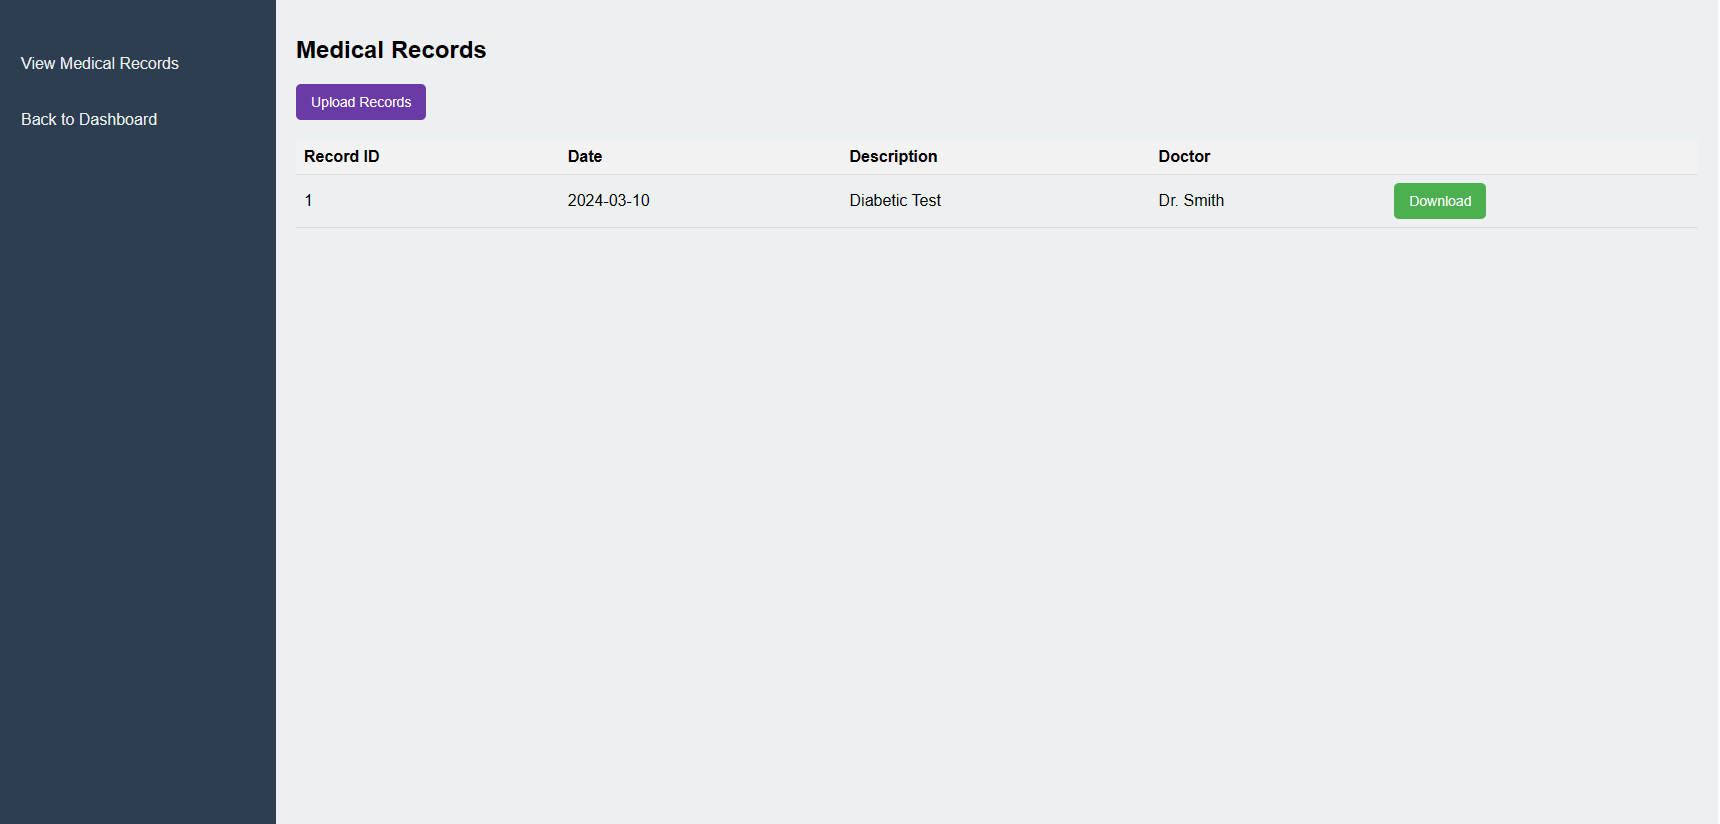 View Medical Records
Back to Dashboard
Medical Records
Upload Records
Record ID Date Description Doctor
1 2024-03-10 Diabetic Test Dr. Smith Download